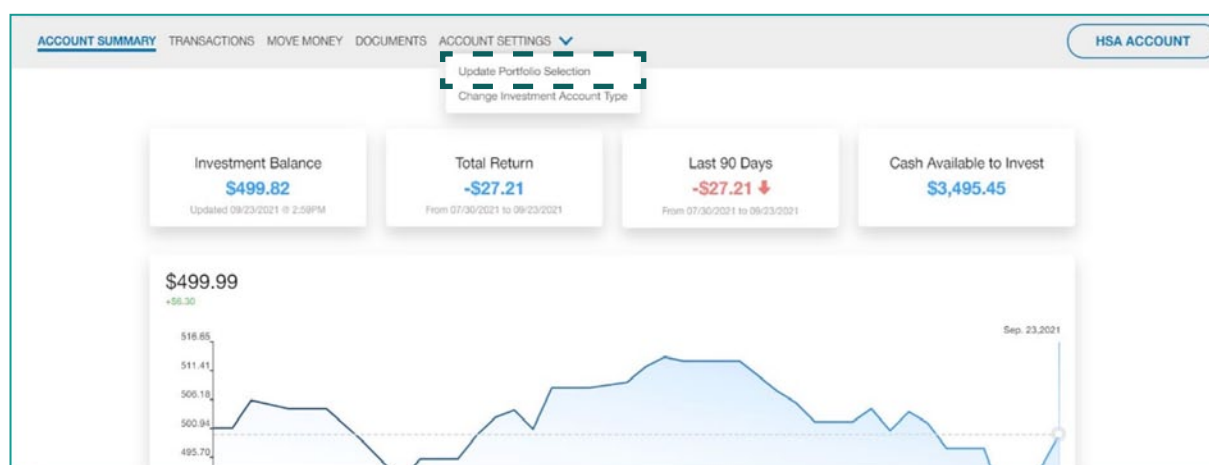 ACCOUNT SUMMARY TRANSACTIONS MOVE MONEY DOCUMENTS ACCOUNT SETTINGS HSA ACCOUNT
Update Portfolio Selection
Change Investment Account Type
Investment Balance
$499.82
Updated 09/23/2021 @ 2:59PM
Total Return
-$27.21
From 07/30/2021 to 09/23/2021
Last 90 Days
-$27.21
From 07/30/2021 to 09/23/2021
Cash Available to Invest
$3,495.45
$499.99
+$6.30
Sep. 23,2021
516.65
511.41
506.18
500.94
495.70